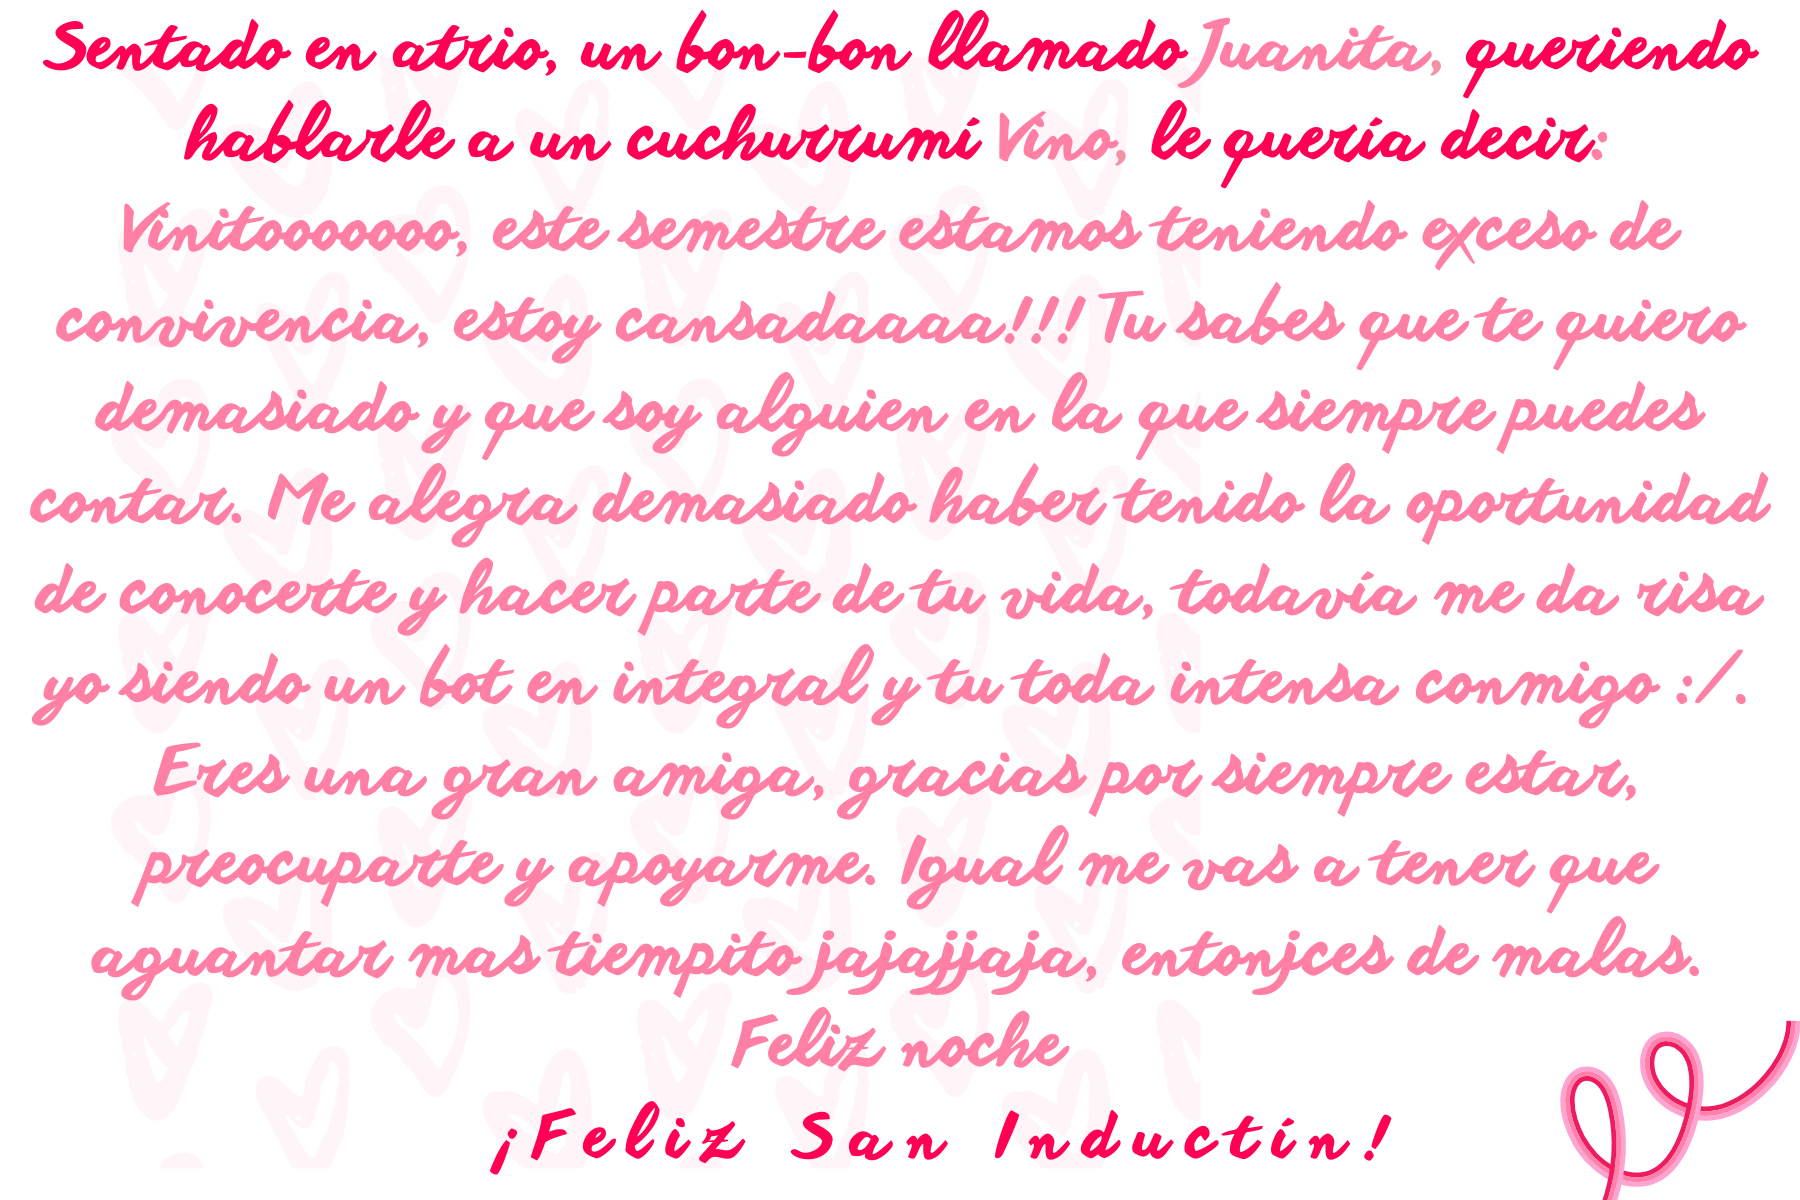 Sentado en atrio, un bon-bon llamado Juanita, queriendo
hablarle a un cuchurrumí Vino, le quería decir:
Vinitooooooo, este semestre estamos teniendo exceso de
convivencia, estoy cansadaaaaa!!! Tu sabes que te quiero
demasiado y que soy alguien en la que siempre puedes
contar. Me alegra demasiado haber tenido la oportunidad
de conocerte y hacer parte de tu vida, todavía me da risa
yo siendo un bot en integral y tu toda intensa conmigo :/.
Eres una gran amiga, gracias por siempre estar,
preocuparte y apoyarme. Igual me vas a tener que
aguantar mas tiempito jajajjaja, entonjces de malas.
Feliz noche
¡Feliz San Inductín!